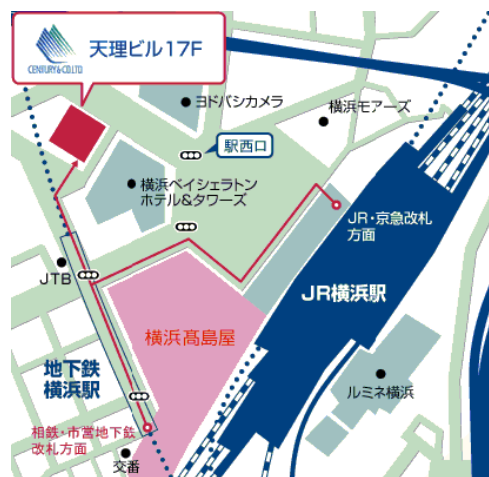 天理ビル17F
CENTURY&CO.LTD
ヨドバシカメラ
横浜モアーズ
駅西口
横浜ベイシェラトン
ホテル&タワーズ
JR・京急改札
方面
JTB
JR横浜駅
横浜髙島屋
地下鉄
横浜駅
ルミネ横浜
相鉄・市営地下鉄
改札方面
交番